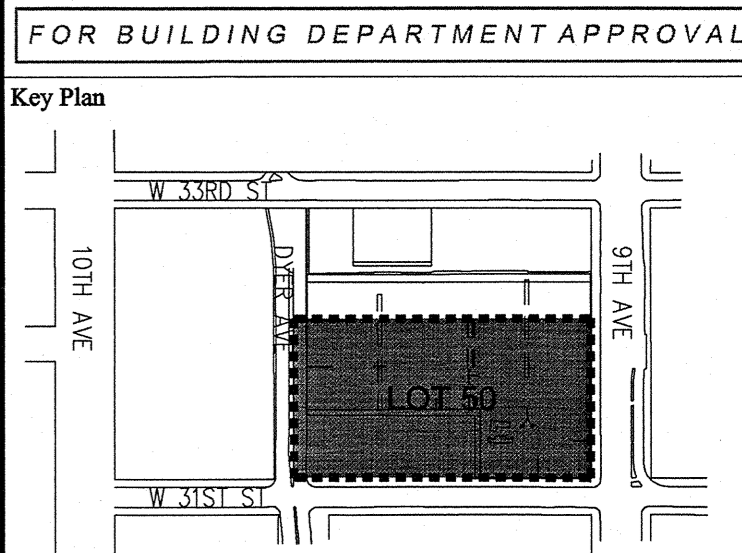 FOR BUILDING DEPARTMENT APPROVAL
Key Plan
W 33RD ST
10TH AVE
DYER AVE
9TH AVE
LOT 50
W 31ST ST